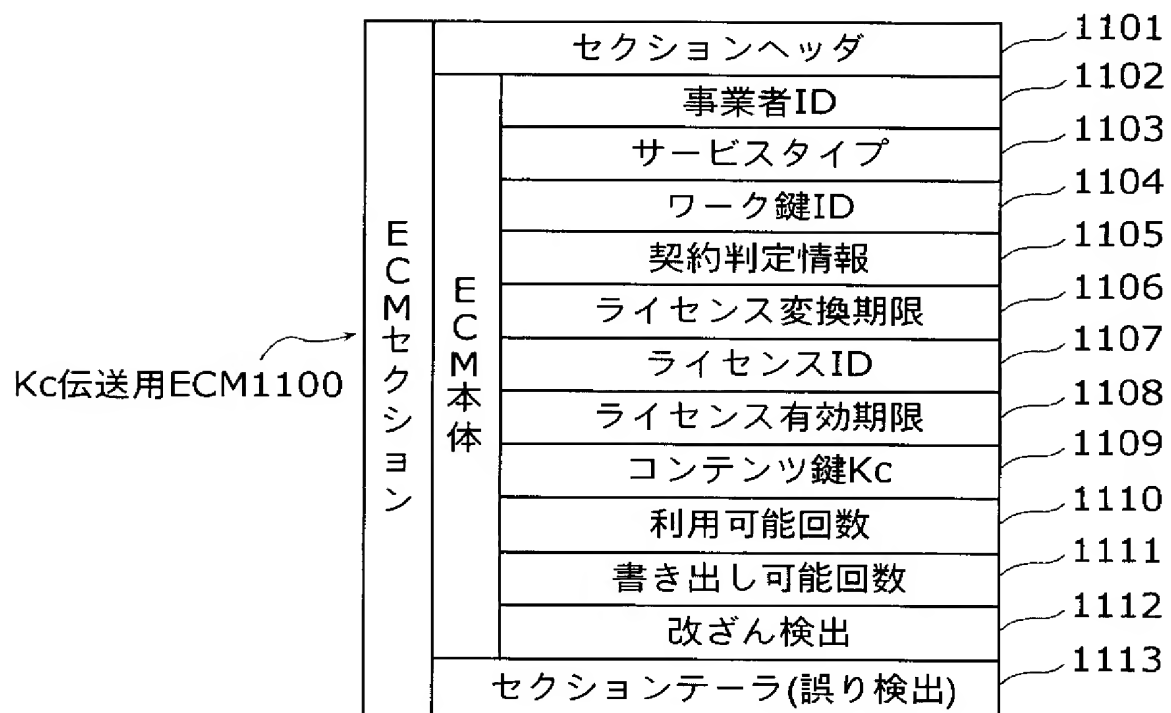 セクションヘッダ 1101
事業者ID 1102
サービスタイプ 1103
ワーク鍵ID 1104
契約判定情報 1105
ライセンス変換期限 1106
ライセンスID 1107
ライセンス有効期限 1108
コンテンツ鍵Kc 1109
利用可能回数 1110
書き出し可能回数 1111
改ざん検出 1112
セクションテーラ(誤り検出) 1113
ECMセクション
ECM本体
Kc伝送用ECM1100